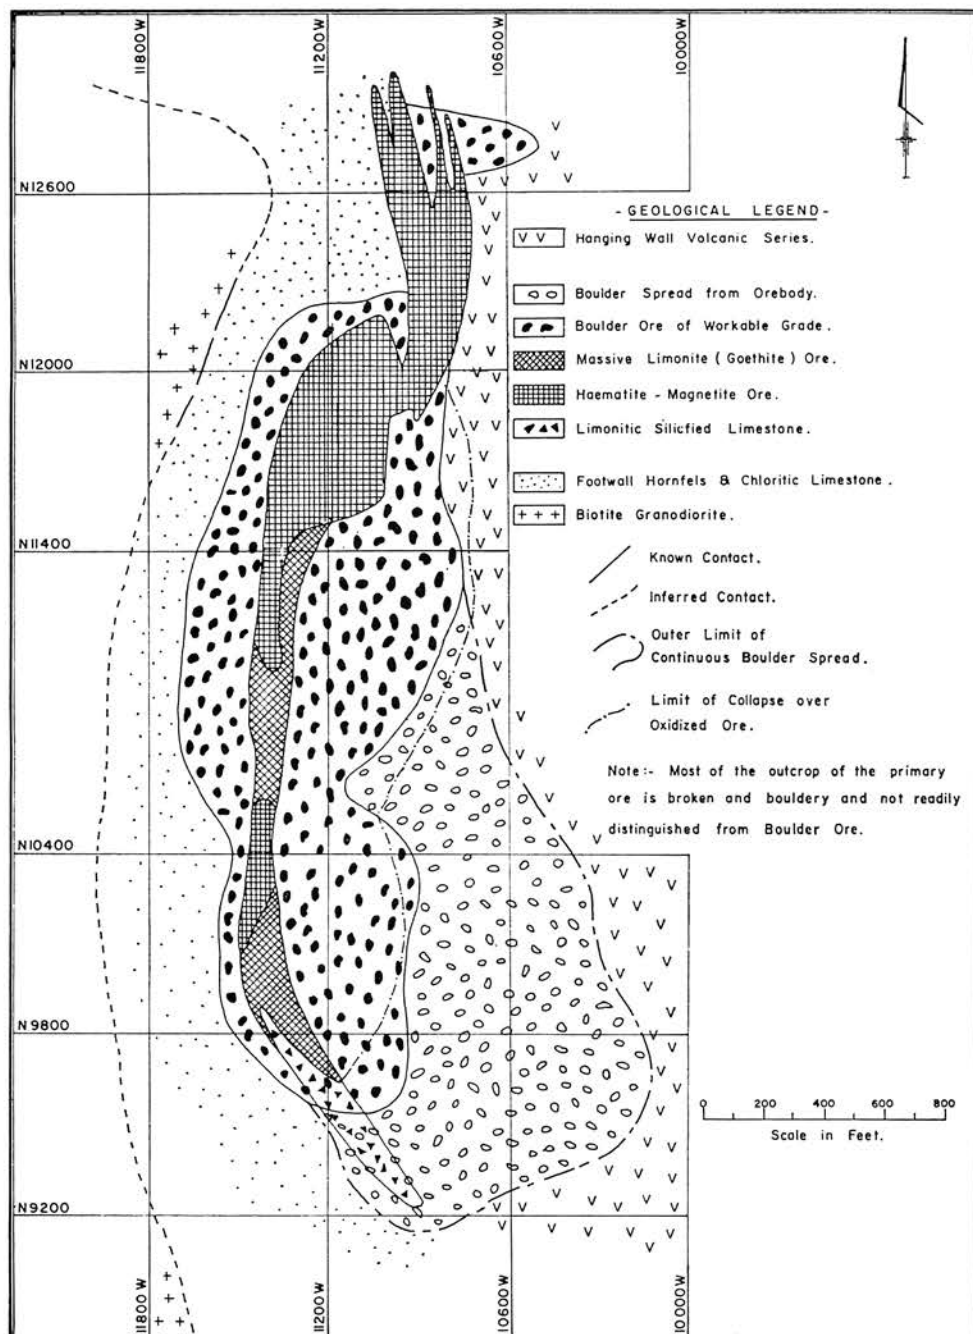 11800W
11200W
10600W
10000W
N12600
N12000
N11400
N10400
N9800
N9200
- GEOLOGICAL LEGEND -
Hanging Wall Volcanic Series.
Boulder Spread from Orebody.
Boulder Ore of Workable Grade.
Massive Limonite (Goethite) Ore.
Haematite - Magnetite Ore.
Limonitic Silicfied Limestone.
Footwall Hornfels & Chloritic Limestone.
Biotite Granodiorite.
Known Contact.
Inferred Contact.
Outer Limit of
Continuous Boulder Spread.
Limit of Collapse over
Oxidized Ore.
Note:- Most of the outcrop of the primary
ore is broken and bouldery and not readily
distinguished from Boulder Ore.
0 200 400 600 800
Scale in Feet.
11800W
11200W
10600W
10000W